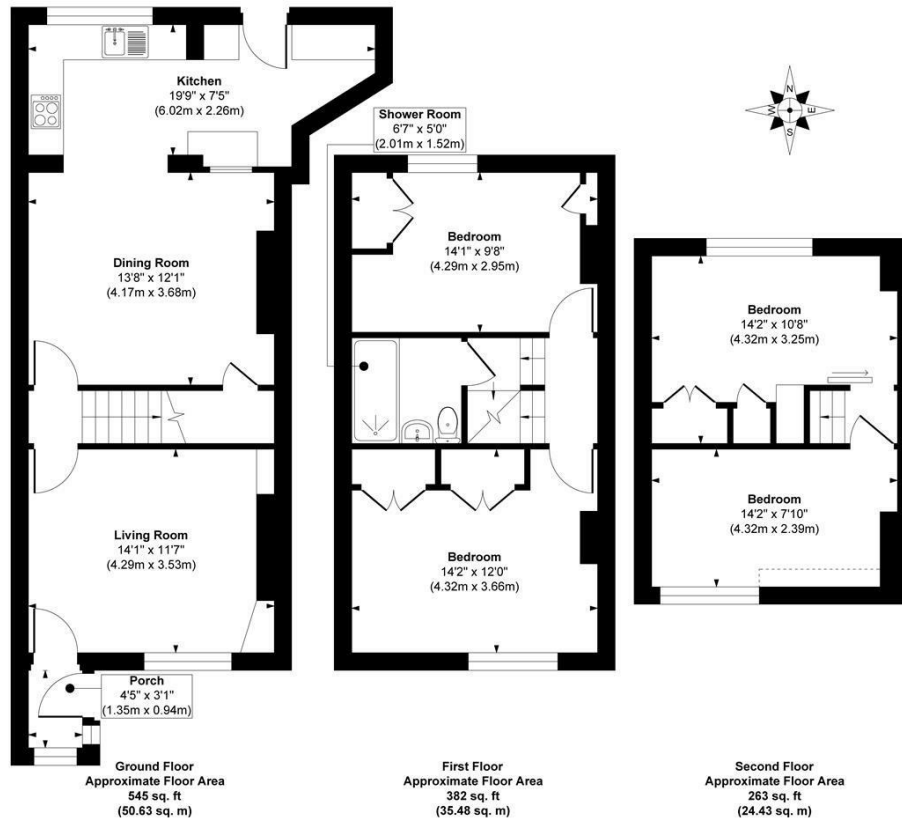 Kitchen
19'9" x 7'5"
(6.02m x 2.26m)
Shower Room
6'7" x 5'0"
(2.01m x 1.52m)
N
W
E
S
Dining Room
13'8" x 12'1"
(4.17m x 3.68m)
Bedroom
14'1" x 9'8"
(4.29m x 2.95m)
Bedroom
14'2" x 10'8"
(4.32m x 3.25m)
Living Room
14'1" x 11'7"
(4.29m x 3.53m)
Bedroom
14'2" x 12'0"
(4.32m x 3.66m)
Bedroom
14'2" x 7'10"
(4.32m x 2.39m)
Porch
4'5" x 3'1"
(1.35m x 0.94m)
Ground Floor
Approximate Floor Area
545 sq. ft
(50.63 sq. m)
First Floor
Approximate Floor Area
382 sq. ft
(35.48 sq. m)
Second Floor
Approximate Floor Area
263 sq. ft
(24.43 sq. m)